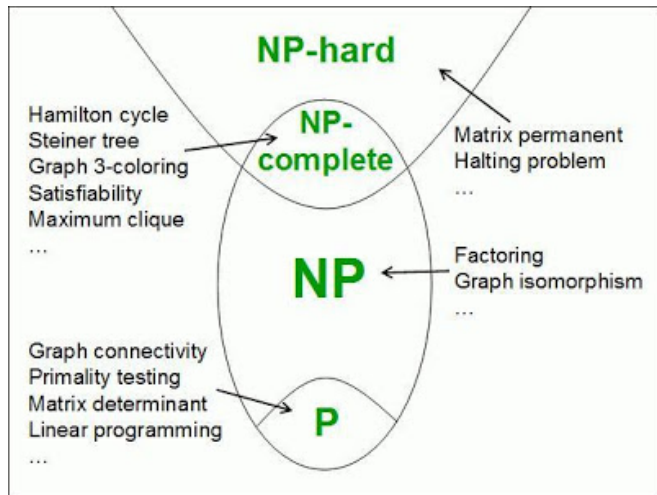 NP-hard
Hamilton cycle
Steiner tree
Graph 3-coloring
Satisfiability
Maximum clique
…
NP-
complete
Matrix permanent
Halting problem
…
NP
Factoring
Graph isomorphism
…
Graph connectivity
Primality testing
Matrix determinant
Linear programming
…
P